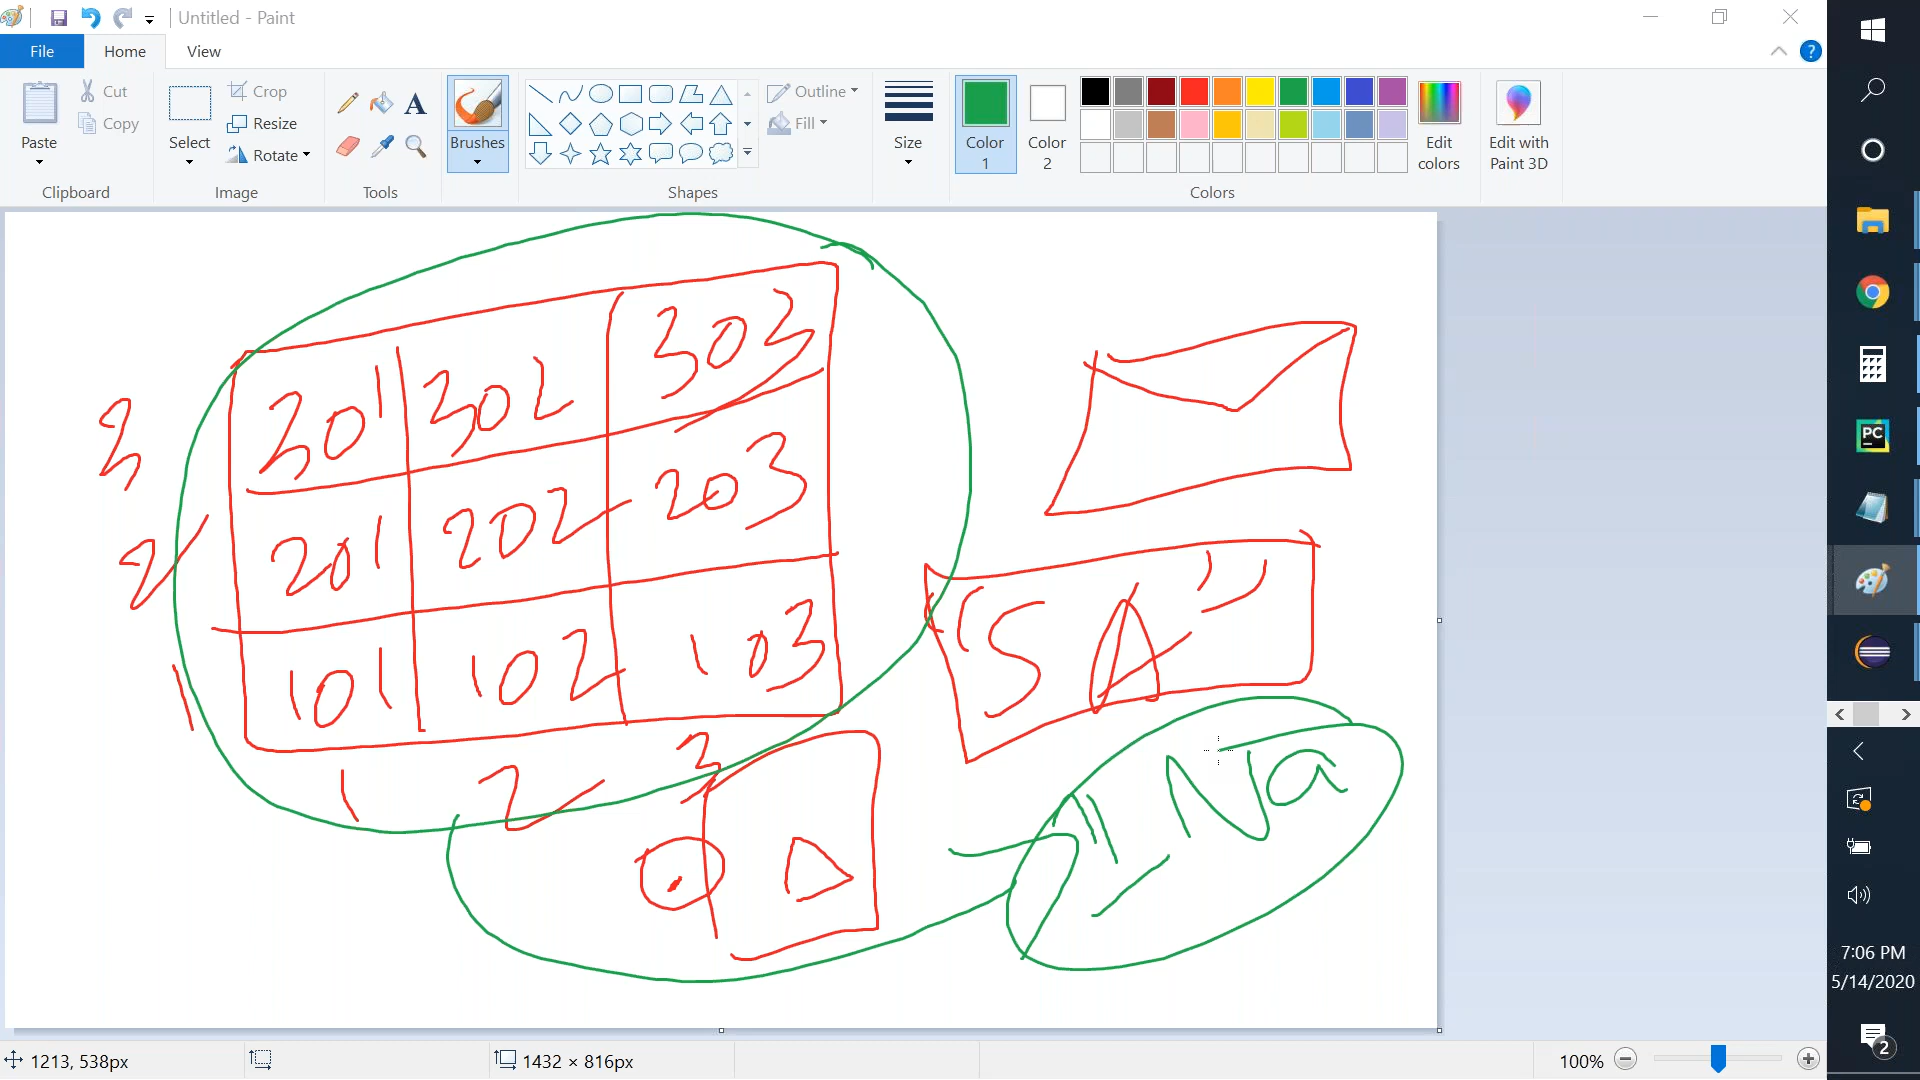 Untitled - Paint
File Home View
Paste
Cut
Copy
Clipboard
Select
Crop
Resize
Rotate
Image
A
Tools
Brushes
Shapes
Outline
Fill
Size
Color 1
Color 2
Edit colors
Colors
Edit with Paint 3D
3 301 302 303
2 201 202 203
1 101 102 103
1 2 3
"SA"
Na
PC
7:06 PM
5/14/2020
2
1213, 538px
1432 × 816px
100%